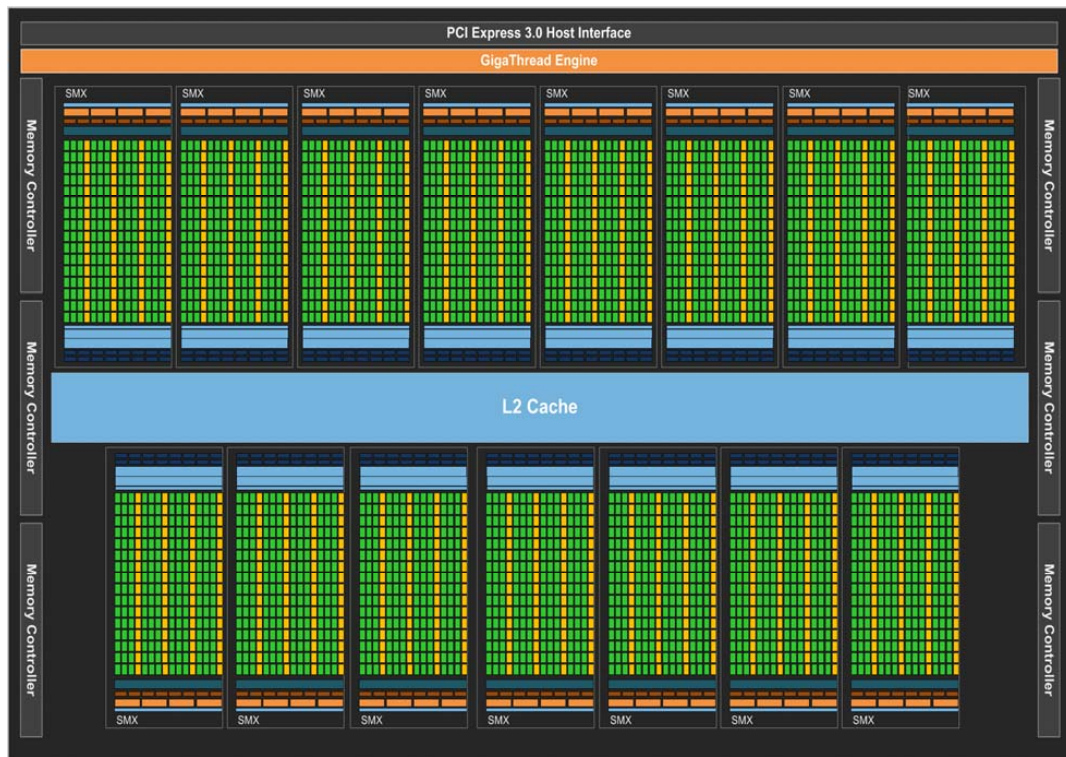 PCI Express 3.0 Host Interface
GigaThread Engine
SMX
SMX
SMX
SMX
SMX
SMX
SMX
SMX
Memory Controller
Memory Controller
Memory Controller
Memory Controller
L2 Cache
Memory Controller
Memory Controller
SMX
SMX
SMX
SMX
SMX
SMX
SMX